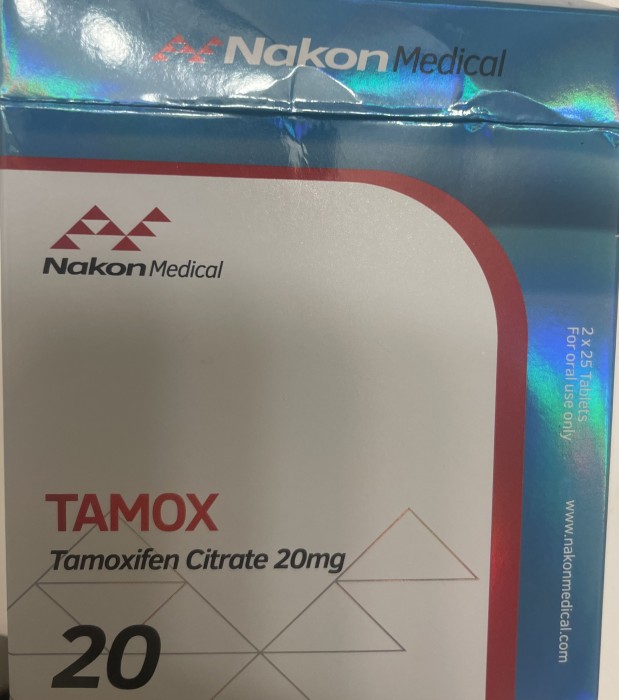 Nakon Medical
Nakon Medical
2 x 25 Tablets
For oral use only
www.nakonmedical.com
TAMOX
Tamoxifen Citrate 20mg
20